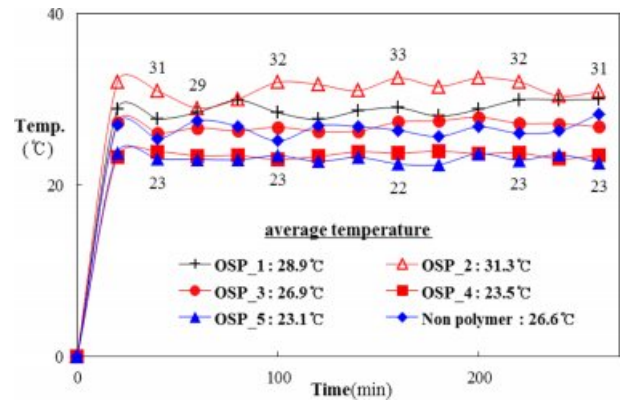 40
31
29
32
33
32
31
Temp.
(℃)
20
23
23
22
23
23
average temperature
OSP_1 : 28.9℃
OSP_2 : 31.3℃
OSP_3 : 26.9℃
OSP_4 : 23.5℃
OSP_5 : 23.1℃
Non polymer : 26.6℃
0
0
100
200
Time(min)